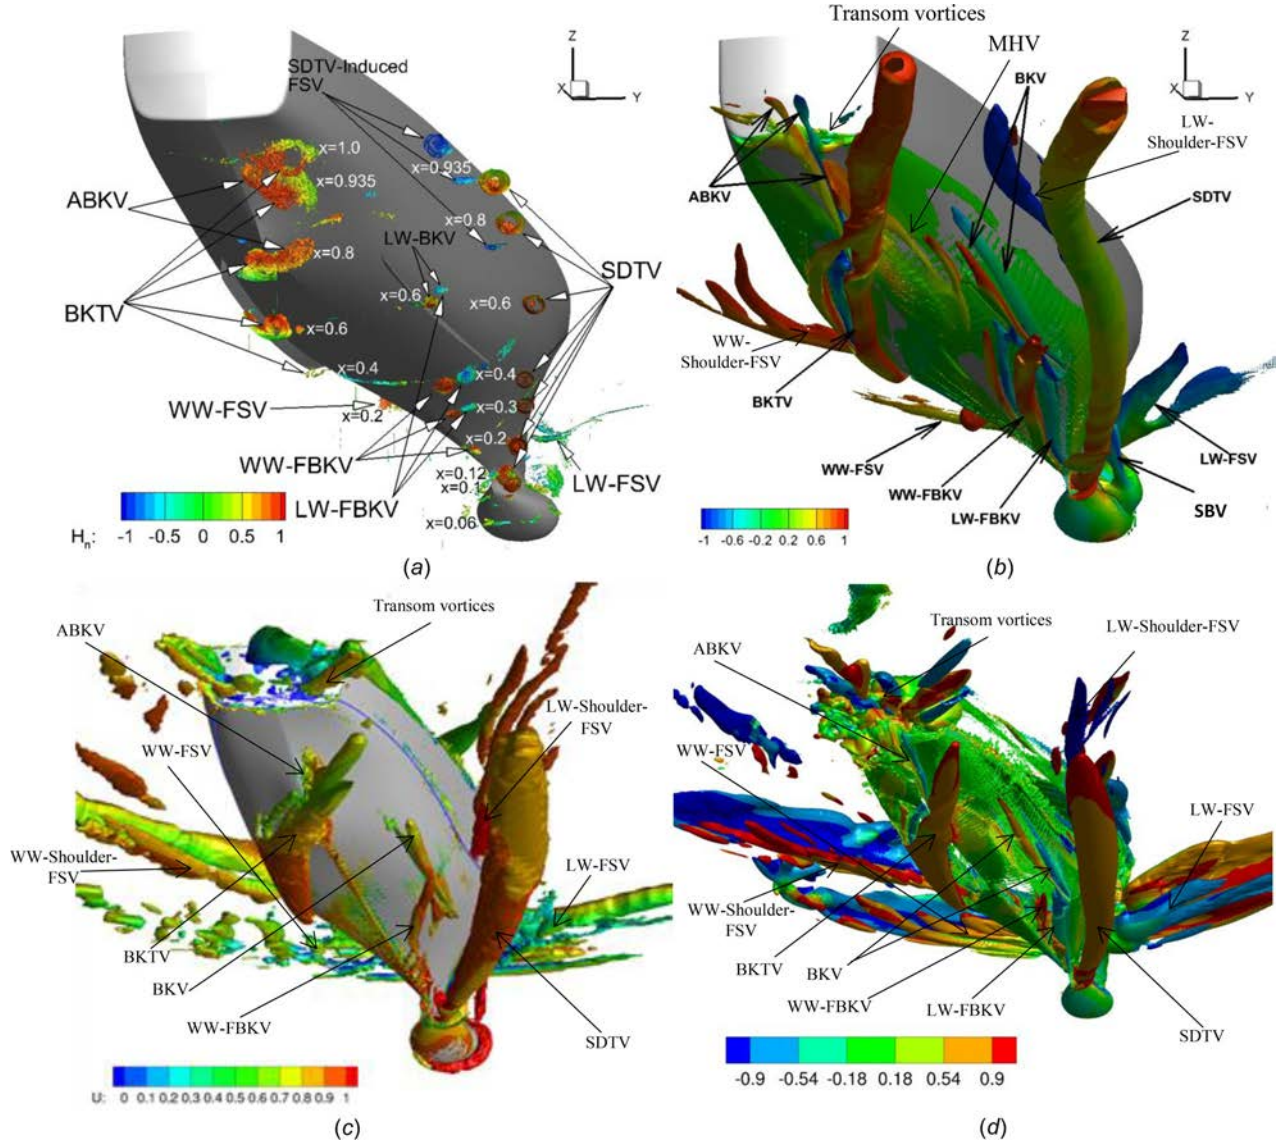 Transom vortices
SDTV-Induced
FSV
Z
X
Y
MHV
BKV
Z
X
Y
LW-
Shoulder-FSV
x=1.0
x=0.935
x=0.935
ABKV
ABKV
SDTV
x=0.8
LW-BKV
x=0.8
SDTV
BKTV
x=0.6
x=0.6
x=0.6
WW-
Shoulder-FSV
x=0.4
x=0.4
BKTV
WW-FSV
x=0.2
x=0.3
x=0.2
WW-FBKV
x=0.12
x=0.1
LW-FSV
WW-FSV
WW-FBKV
LW-FSV
LW-FBKV
LW-FBKV
SBV
x=0.06
Hn: -1 -0.5 0 0.5 1
-1 -0.6 -0.2 0.2 0.6 1
(a)
(b)
Transom vortices
ABKV
LW-Shoulder-FSV
Transom vortices
ABKV
LW-Shoulder-
FSV
WW-FSV
WW-FSV
LW-FSV
WW-Shoulder-
FSV
LW-FSV
WW-Shoulder-
FSV
BKTV
BKTV
BKV
BKV
WW-FBKV
LW-FBKV
WW-FBKV
SDTV
SDTV
U: 0 0.1 0.2 0.3 0.4 0.5 0.6 0.7 0.8 0.9 1
-0.9 -0.54 -0.18 0.18 0.54 0.9
(c)
(d)